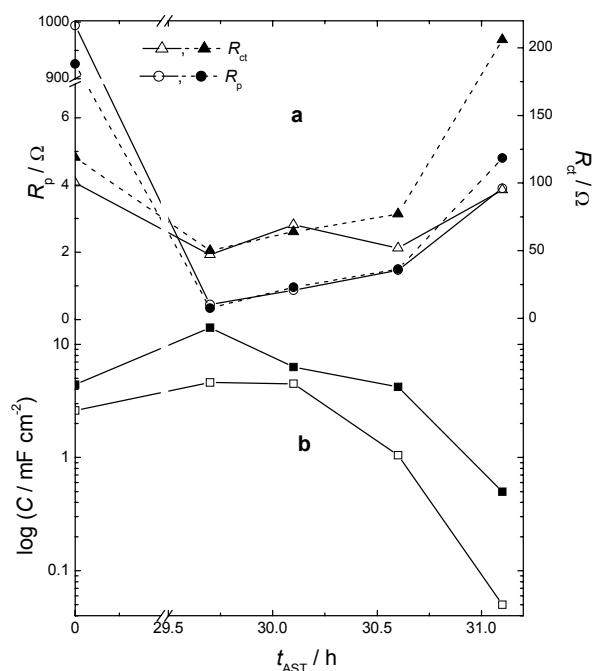 1000
900
6
4
2
0
R_p / Ω
, R_ct
, R_p
a
200
150
100
50
0
R_ct / Ω
10
1
0.1
log (C / mF cm⁻²)
b
0 29.5 30.0 30.5 31.0
t_AST / h